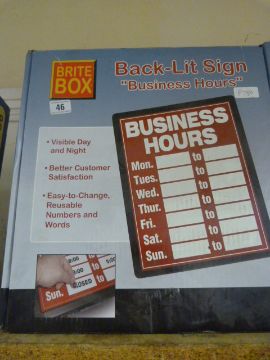 BRITE
BOX
46
Back-Lit Sign
"Business Hours"
• Visible Day
and Night
• Better Customer
Satisfaction
• Easy-to-Change,
Reusable
Numbers and
Words
BUSINESS
HOURS
Mon. to
Tues. to
Wed. to
Thur. to
Fri. to
Sat. to
Sun. to
Sun. CLOSED to